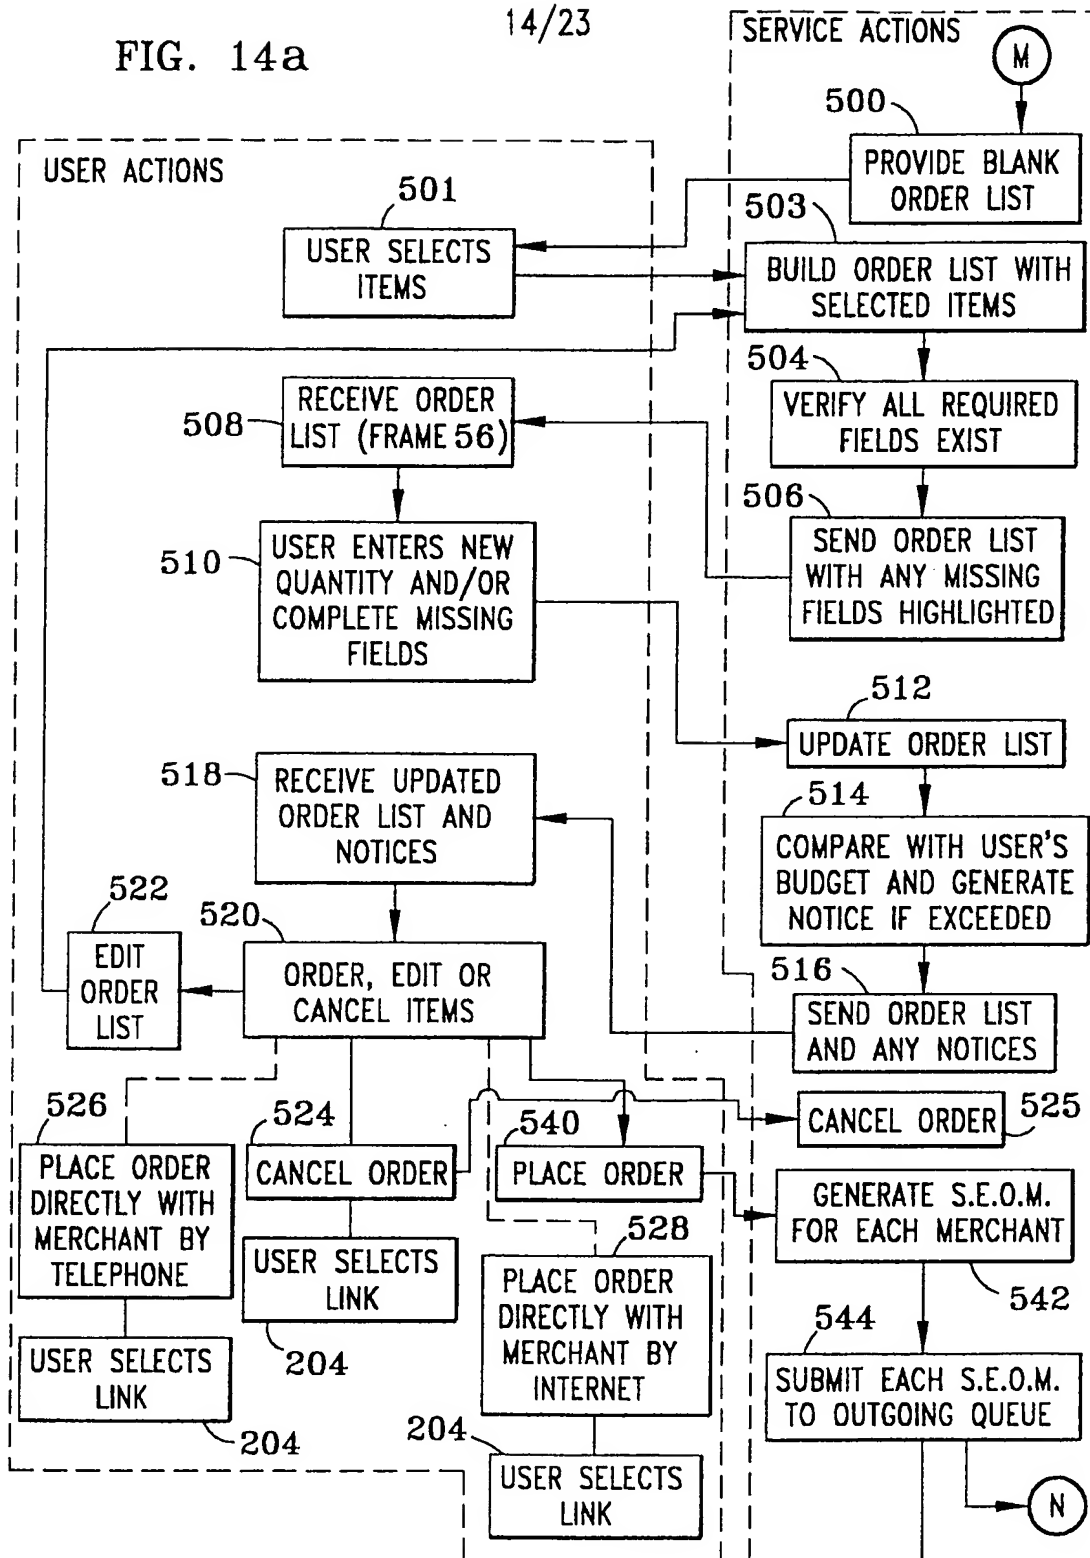 14/23
FIG. 14a
SERVICE ACTIONS
M
500
PROVIDE BLANK
ORDER LIST
USER ACTIONS
501
USER SELECTS
ITEMS
503
BUILD ORDER LIST WITH
SELECTED ITEMS
504
VERIFY ALL REQUIRED
FIELDS EXIST
508
RECEIVE ORDER
LIST (FRAME 56)
506
SEND ORDER LIST
WITH ANY MISSING
FIELDS HIGHLIGHTED
510
USER ENTERS NEW
QUANTITY AND/OR
COMPLETE MISSING
FIELDS
512
UPDATE ORDER LIST
518
RECEIVE UPDATED
ORDER LIST AND
NOTICES
514
COMPARE WITH USER'S
BUDGET AND GENERATE
NOTICE IF EXCEEDED
522
EDIT
ORDER
LIST
520
ORDER, EDIT OR
CANCEL ITEMS
516
SEND ORDER LIST
AND ANY NOTICES
526
PLACE ORDER
DIRECTLY WITH
MERCHANT BY
TELEPHONE
524
CANCEL ORDER
540
PLACE ORDER
CANCEL ORDER
525
GENERATE S.E.O.M.
FOR EACH MERCHANT
542
USER SELECTS
LINK
204
528
PLACE ORDER
DIRECTLY WITH
MERCHANT BY
INTERNET
544
SUBMIT EACH S.E.O.M.
TO OUTGOING QUEUE
USER SELECTS
LINK
204
204
USER SELECTS
LINK
N